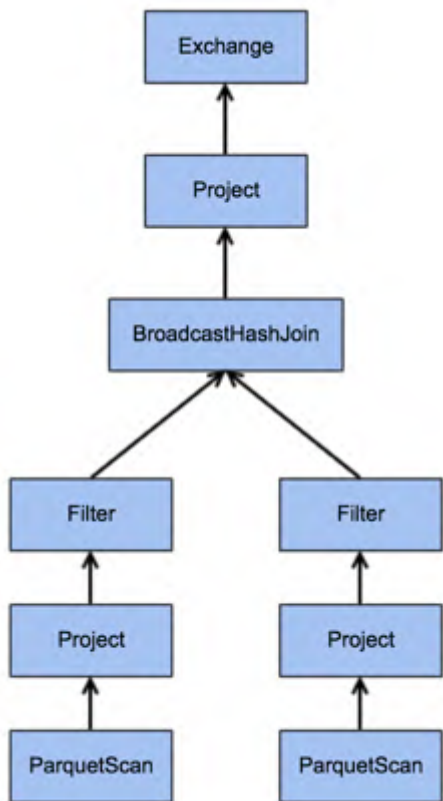 Exchange
Project
BroadcastHashJoin
Filter
Filter
Project
Project
ParquetScan
ParquetScan